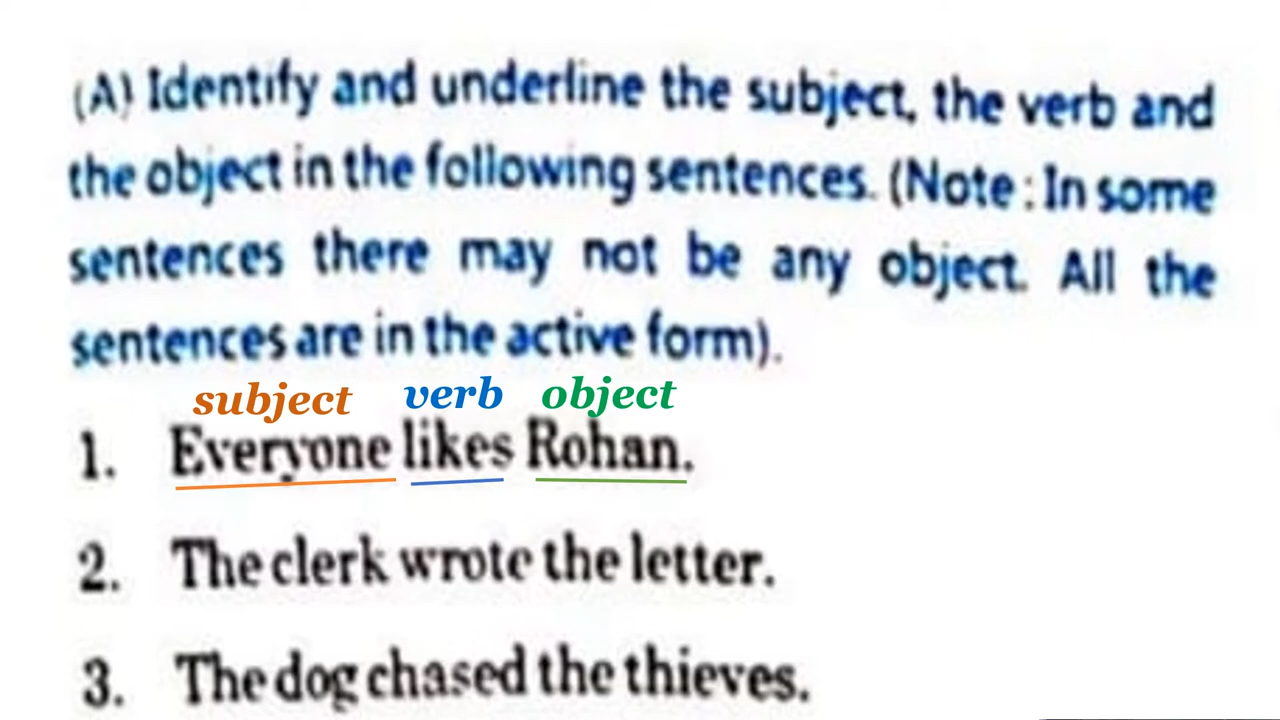 (A) Identify and underline the subject, the verb and
the object in the following sentences. (Note : In some
sentences there may not be any object. All the
sentences are in the active form).
subject verb object
1. Everyone likes Rohan.
2. The clerk wrote the letter.
3. The dog chased the thieves.